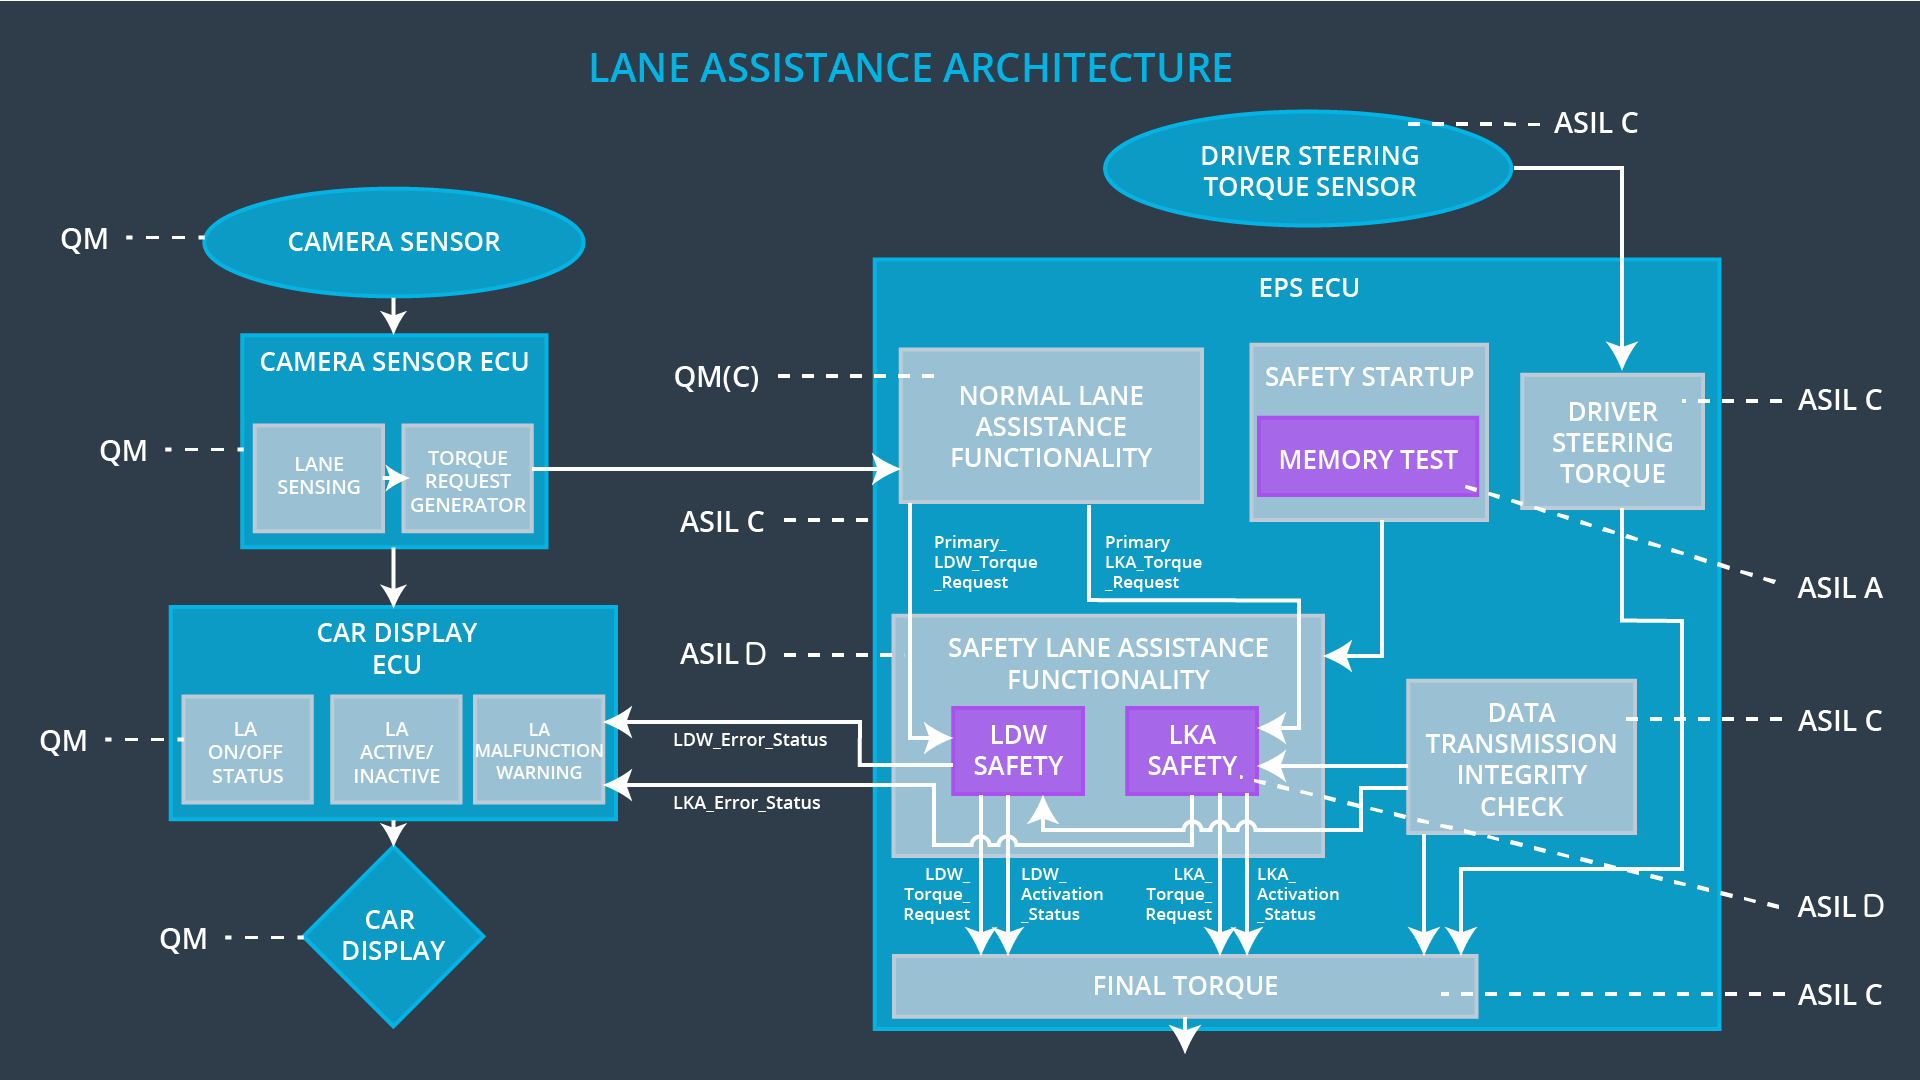 LANE ASSISTANCE ARCHITECTURE
ASIL C
DRIVER STEERING
TORQUE SENSOR
QM
CAMERA SENSOR
EPS ECU
CAMERA SENSOR ECU
QM
LANE
SENSING
TORQUE
REQUEST
GENERATOR
QM(C)
NORMAL LANE
ASSISTANCE
FUNCTIONALITY
SAFETY STARTUP
MEMORY TEST
DRIVER
STEERING
TORQUE
ASIL C
ASIL C
Primary_
LDW_Torque
_Request
Primary
LKA_Torque
_Request
ASIL A
CAR DISPLAY
ECU
QM
LA
ON/OFF
STATUS
LA
ACTIVE/
INACTIVE
LA
MALFUNCTION
WARNING
ASIL D
SAFETY LANE ASSISTANCE
FUNCTIONALITY
LDW
SAFETY
LKA
SAFETY
LDW_Error_Status
LKA_Error_Status
DATA
TRANSMISSION
INTEGRITY
CHECK
ASIL C
LDW_
Torque_
Request
LDW_
Activation
_Status
LKA_
Torque_
Request
LKA_
Activation
_Status
ASIL D
QM
CAR
DISPLAY
FINAL TORQUE
ASIL C